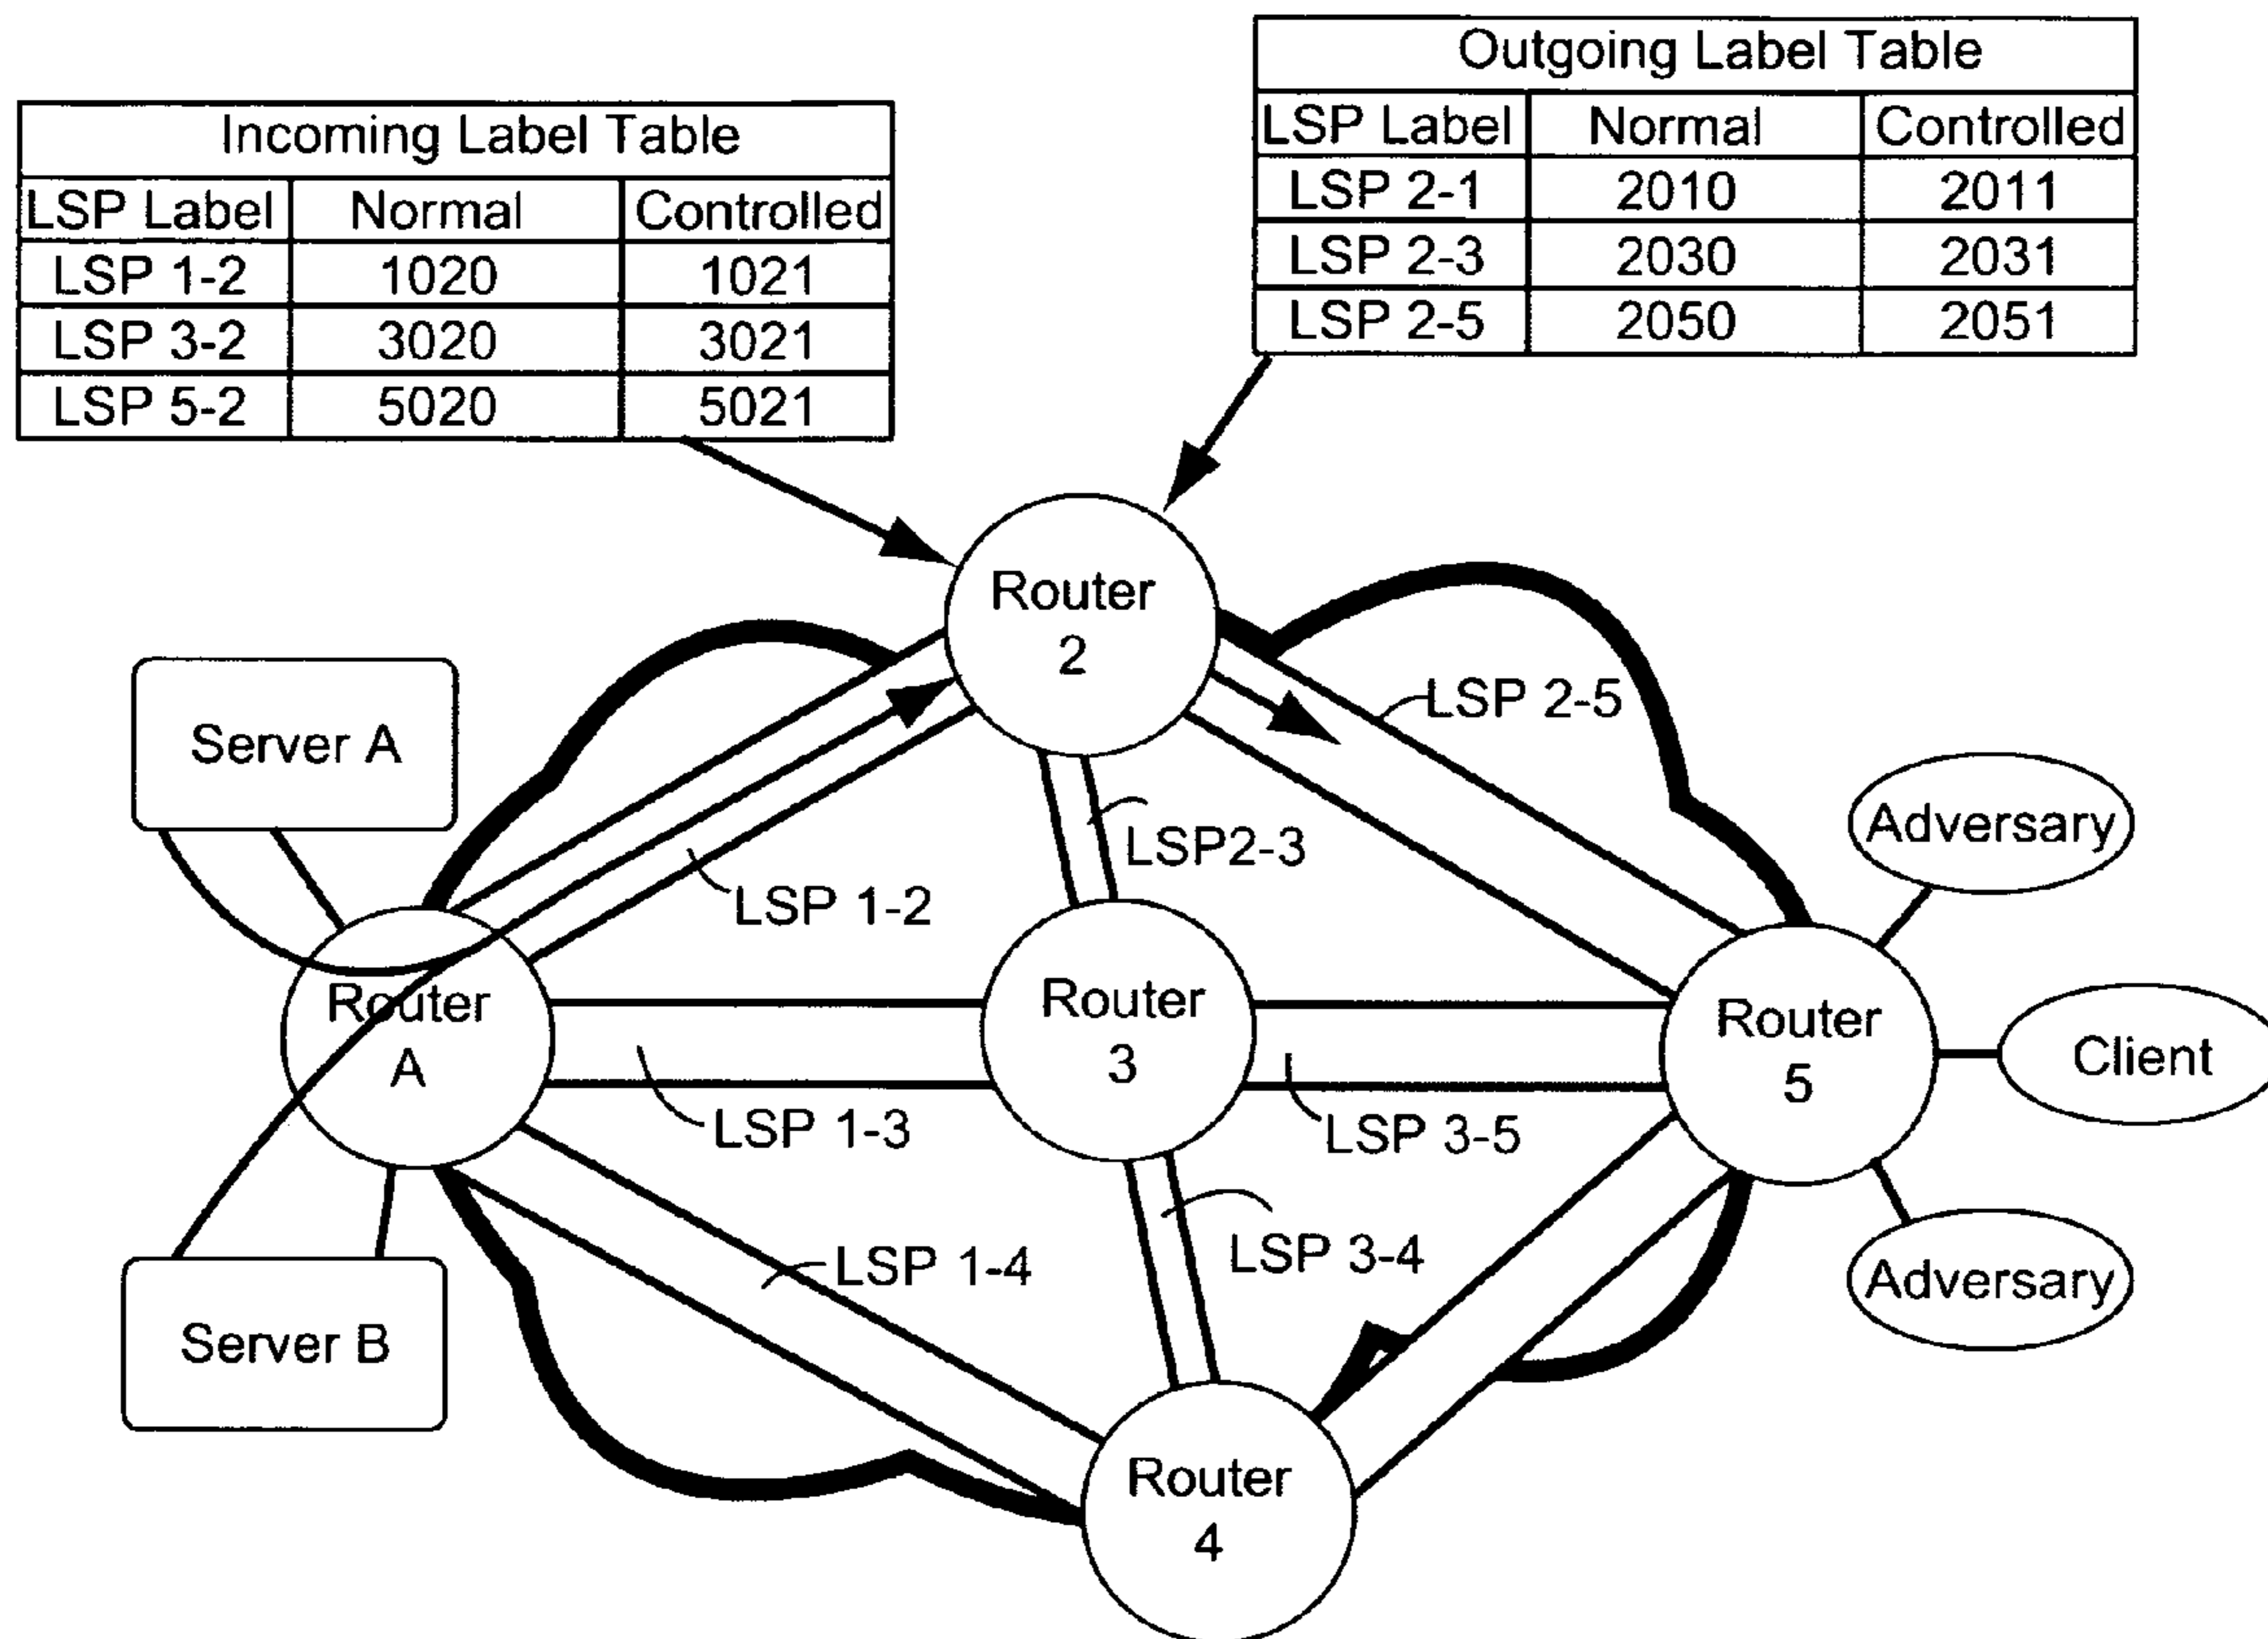 Outgoing Label Table
LSP Label Normal Controlled
LSP 2-1 2010 2011
LSP 2-3 2030 2031
LSP 2-5 2050 2051
Incoming Label Table
LSP Label Normal Controlled
LSP 1-2 1020 1021
LSP 3-2 3020 3021
LSP 5-2 5020 5021
Router
2
LSP 2-5
Server A
LSP2-3
Adversary
LSP 1-2
Router
A
Router
3
Router
5
Client
LSP 1-3
LSP 3-5
LSP 1-4
LSP 3-4
Server B
Adversary
Router
4